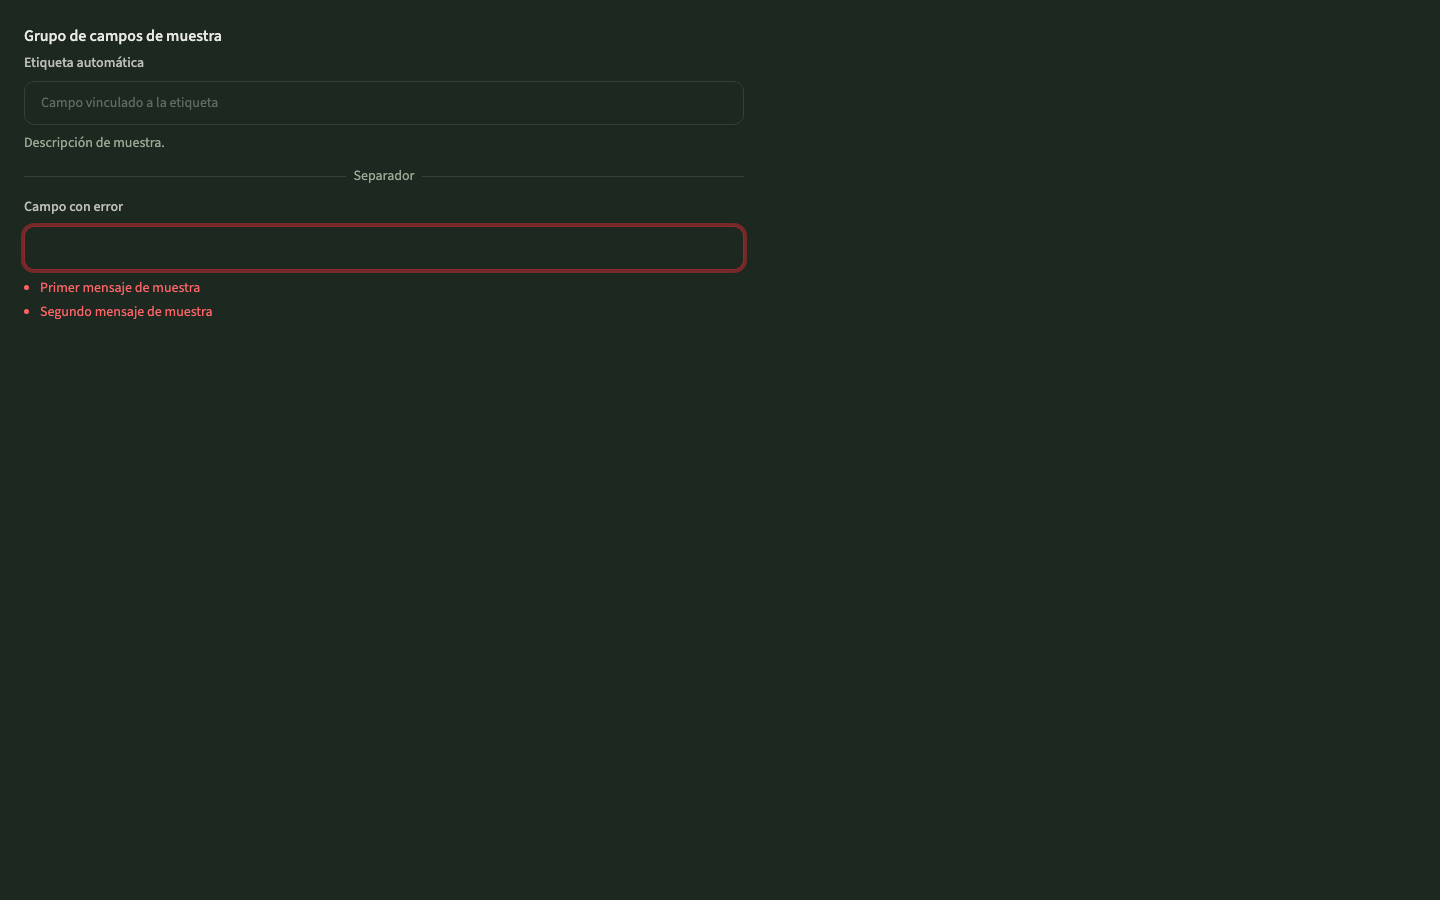 Grupo de campos de muestra
Etiqueta automática
Campo vinculado a la etiqueta
Descripción de muestra.
Separador
Campo con error
Primer mensaje de muestra
Segundo mensaje de muestra